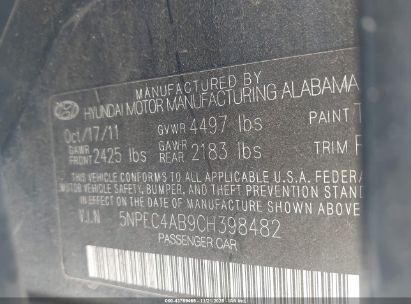 MANUFACTURED BY
HYUNDAI MOTOR MANUFACTURING ALABAMA
Oct/17/11
GVWR 4497 lbs
PAINT T
GAWR FRONT 2425 lbs
GAWR REAR 2183 lbs
TRIM F
THIS VEHICLE CONFORMS TO ALL APPLICABLE U.S.A. FEDE
MOTOR VEHICLE SAFETY, BUMPER, AND THEFT PREVENTION STAND
IN EFFECT ON THE DATE OF MANUFACTURE SHOWN ABOVE.
V.I.N 5NPEC4AB9CH398482
PASSENGER CAR